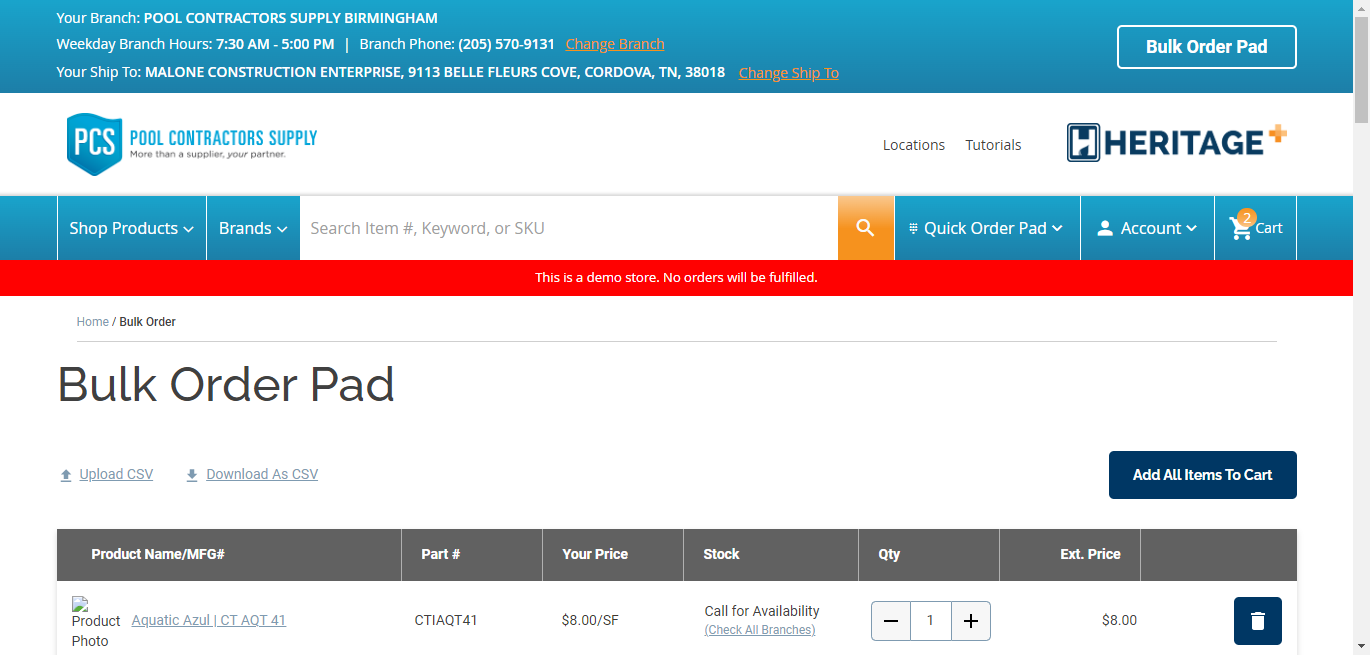 Your Branch: POOL CONTRACTORS SUPPLY BIRMINGHAM
Weekday Branch Hours: 7:30 AM - 5:00 PM | Branch Phone: (205) 570-9131 Change Branch
Your Ship To: MALONE CONSTRUCTION ENTERPRISE, 9113 BELLE FLEURS COVE, CORDOVA, TN, 38018 Change Ship To
Bulk Order Pad
PCS POOL CONTRACTORS SUPPLY
More than a supplier, your partner.
Locations Tutorials
HERITAGE+
Shop Products Brands Search Item #, Keyword, or SKU Quick Order Pad Account 2 Cart
This is a demo store. No orders will be fulfilled.
Home / Bulk Order
Bulk Order Pad
Upload CSV Download As CSV Add All Items To Cart
Product Name/MFG# Part # Your Price Stock Qty Ext. Price
Product Photo Aquatic Azul | CT AQT 41 CTIAQT41 $8.00/SF Call for Availability 1 $8.00
(Check All Branches)